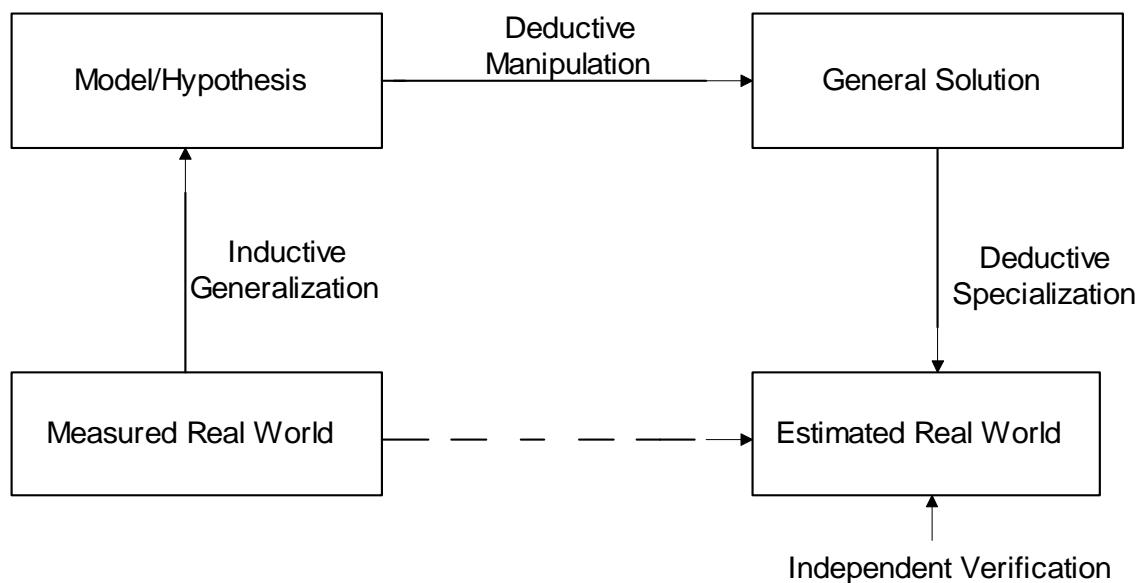 Deductive
Manipulation
Model/Hypothesis
General Solution
Inductive
Generalization
Deductive
Specialization
Measured Real World
Estimated Real World
Independent Verification